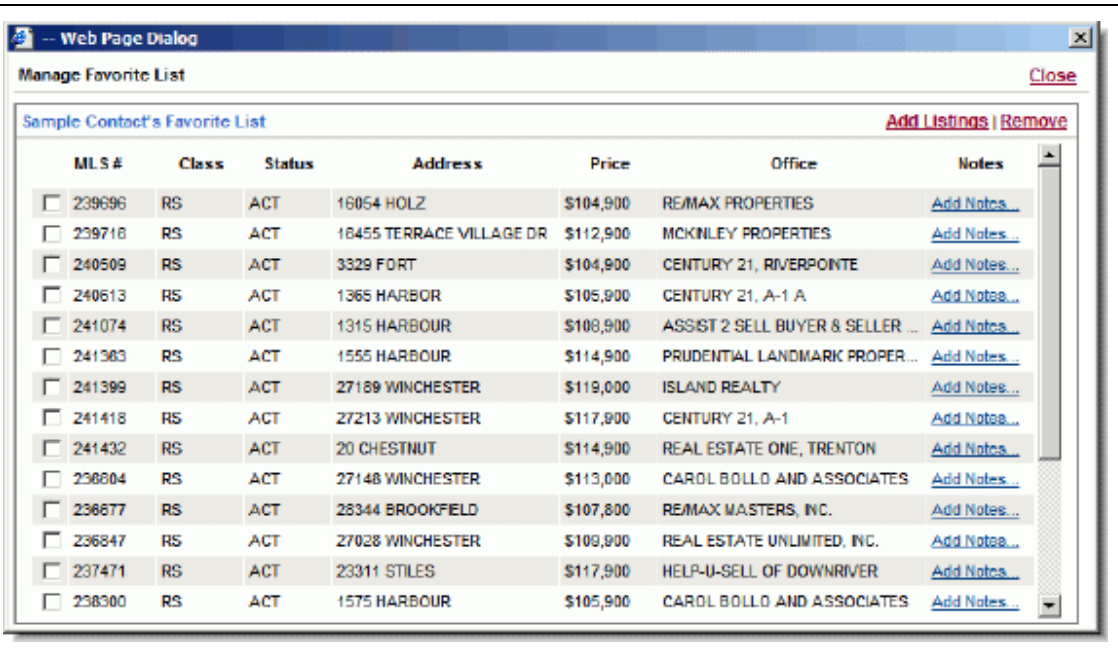 -- Web Page Dialog
Manage Favorite List Close
Sample Contact's Favorite List Add Listings | Remove
MLS # Class Status Address Price Office Notes
239696 RS ACT 16054 HOLZ $104,900 RE/MAX PROPERTIES Add Notes...
239716 RS ACT 16455 TERRACE VILLAGE DR $112,900 MCKINLEY PROPERTIES Add Notes...
240509 RS ACT 3329 FORT $104,900 CENTURY 21, RIVERPOINTE Add Notes...
240613 RS ACT 1365 HARBOR $105,900 CENTURY 21, A-1 A Add Notes...
241074 RS ACT 1315 HARBOUR $108,900 ASSIST 2 SELL BUYER & SELLER ... Add Notes...
241363 RS ACT 1555 HARBOUR $114,900 PRUDENTIAL LANDMARK PROPER... Add Notes...
241399 RS ACT 27189 WINCHESTER $119,000 ISLAND REALTY Add Notes...
241418 RS ACT 27213 WINCHESTER $117,900 CENTURY 21, A-1 Add Notes...
241432 RS ACT 20 CHESTNUT $114,900 REAL ESTATE ONE, TRENTON Add Notes...
236604 RS ACT 27148 WINCHESTER $113,000 CAROL BOLLO AND ASSOCIATES Add Notes...
236677 RS ACT 28344 BROOKFIELD $107,800 RE/MAX MASTERS, INC. Add Notes...
236847 RS ACT 27028 WINCHESTER $109,900 REAL ESTATE UNLIMITED, INC. Add Notes...
237471 RS ACT 23311 STILES $117,900 HELP-U-SELL OF DOWNRIVER Add Notes...
238300 RS ACT 1575 HARBOUR $105,900 CAROL BOLLO AND ASSOCIATES Add Notes...